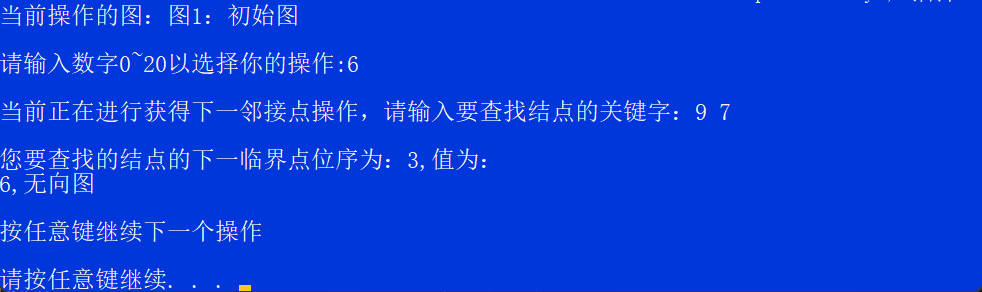 当前操作的图：图1：初始图
请输入数字0~20以选择你的操作:6
当前正在进行获得下一邻接点操作，请输入要查找结点的关键字：9 7
您要查找的结点的下一临界点位序为：3,值为：
6,无向图
按任意键继续下一个操作
请按任意键继续. . .